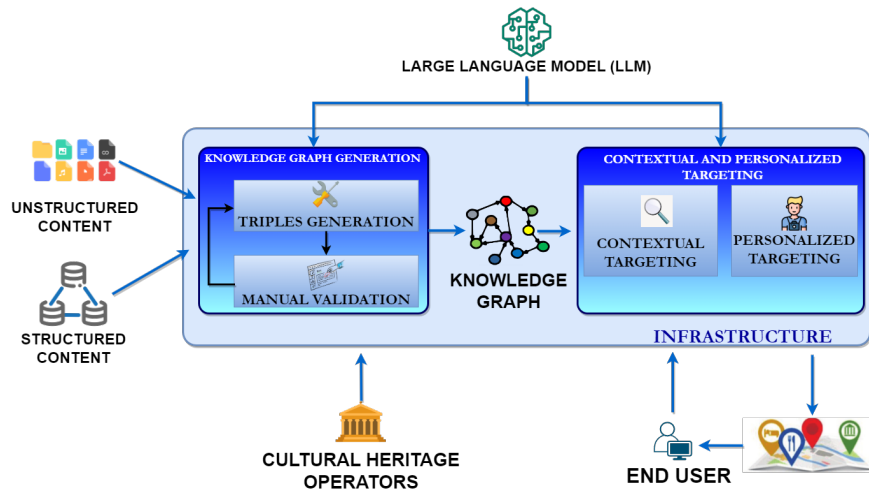 LARGE LANGUAGE MODEL (LLM)
UNSTRUCTURED
CONTENT
STRUCTURED
CONTENT
KNOWLEDGE GRAPH GENERATION
TRIPLES GENERATION
MANUAL VALIDATION
KNOWLEDGE
GRAPH
CONTEXTUAL AND PERSONALIZED
TARGETING
CONTEXTUAL
TARGETING
PERSONALIZED
TARGETING
INFRASTRUCTURE
CULTURAL HERITAGE
OPERATORS
END USER